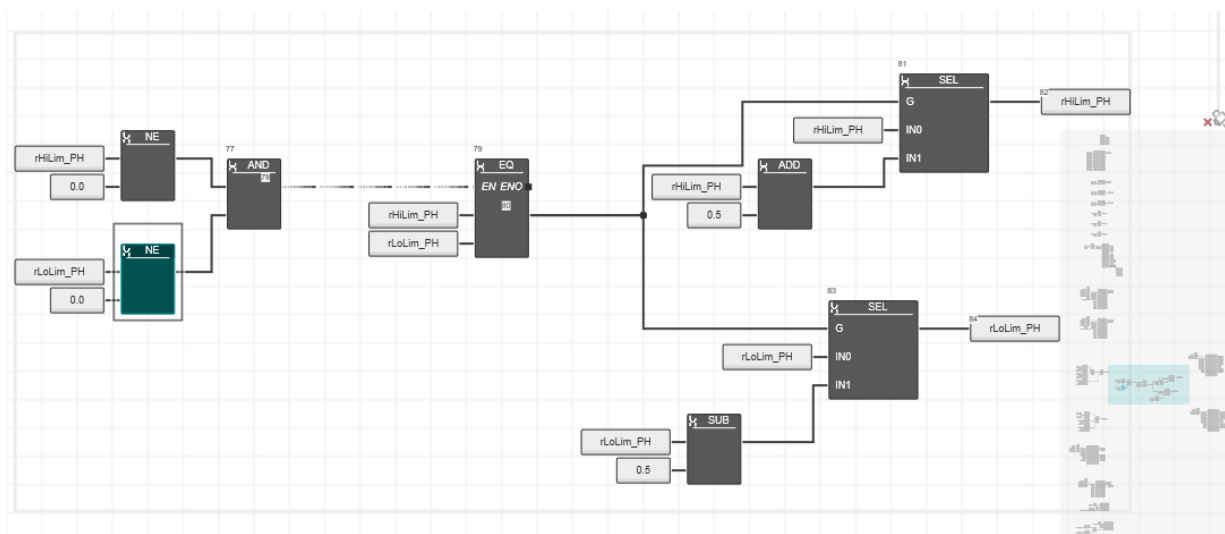 81
SEL
82
G
rHiLim_PH
rHiLim_PH
IN0
NE
77
79
IN1
rHiLim_PH
AND
EQ
ADD
78
0.0
EN ENO
rHiLim_PH
80
rHiLim_PH
0.5
rLoLim_PH
NE
rLoLim_PH
0.0
83
SEL
84
G
rLoLim_PH
rLoLim_PH
IN0
IN1
SUB
rLoLim_PH
0.5